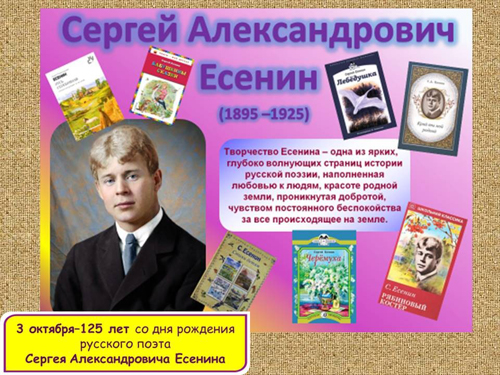 Сергей Александрович
Есенин
(1895 –1925)
ЕСЕНИН
Лебёдушка
Творчество Есенина – одна из ярких,
глубоко волнующих страниц истории
русской поэзии, наполненная
любовью к людям, красоте родной
земли, проникнутая добротой,
чувством постоянного беспокойства
за все происходящее на земле.
С. Есенин
Черёмуха
С. Есенин
РЯБИНОВЫЙ
КОСТЁР
3 октября–125 лет со дня рождения
русского поэта
Сергея Александровича Есенина